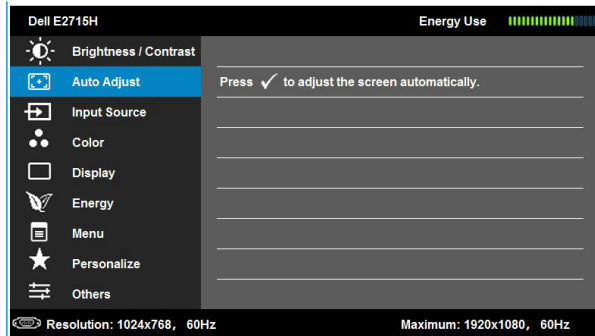 Dell E2715H Energy Use
Brightness / Contrast
Auto Adjust Press ✓ to adjust the screen automatically.
Input Source
Color
Display
Energy
Menu
Personalize
Others
Resolution: 1024x768, 60Hz Maximum: 1920x1080, 60Hz